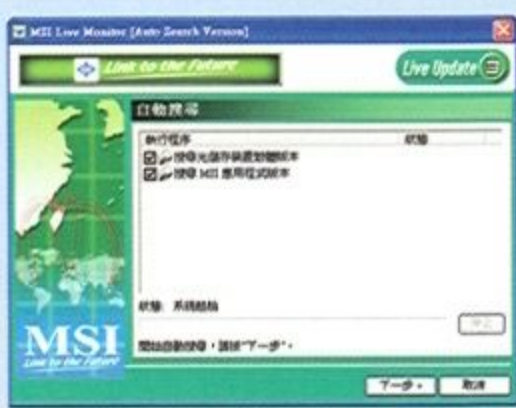 MSI Live Monitor [Auto Search Version]
Link to the Future
Live Update
自動搜尋
執行程序 狀態
搜尋光儲存裝置韌體版本
搜尋 MSI 應用程式版本
狀態: 系統
停止
開始自動搜尋，請按"下一步"。
MSI
Link to the Future
下一步 取消